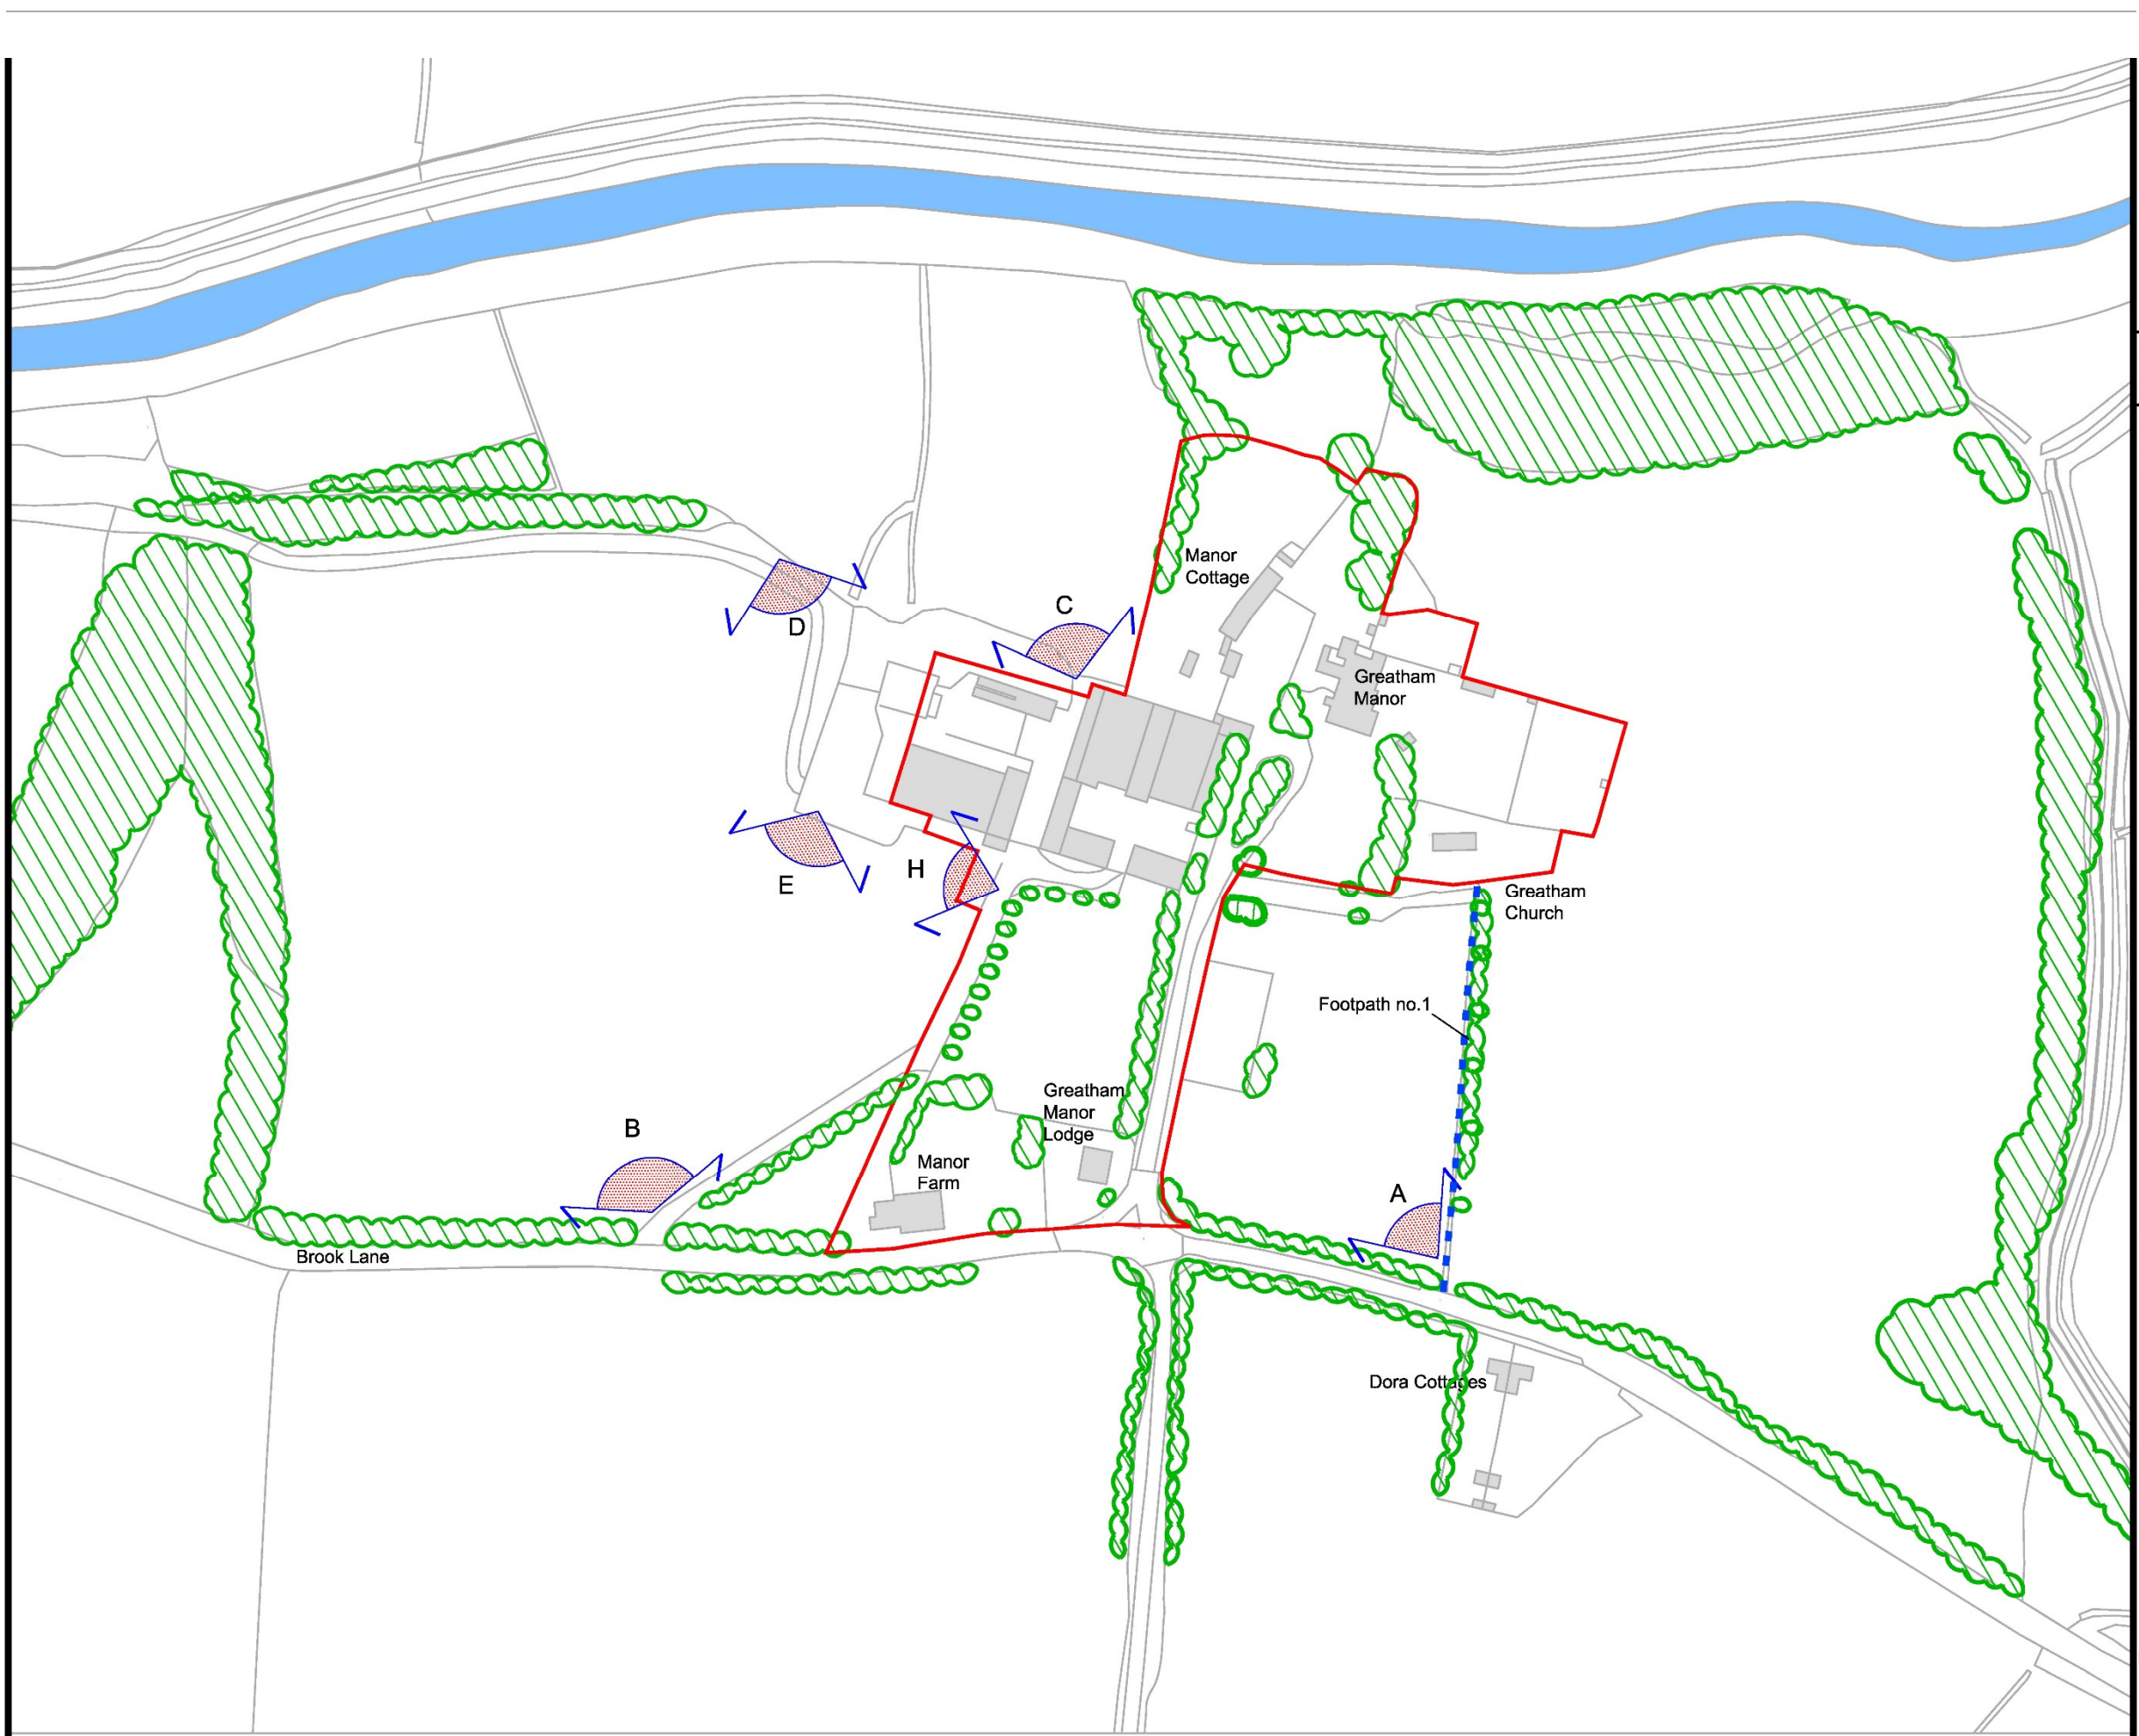 Manor
Cottage
C
D
Greatham
Manor
H
E
Greatham
Church
Footpath no.1
Greatham
Manor
Lodge
B
Manor
Farm
A
Brook Lane
Dora Cottages